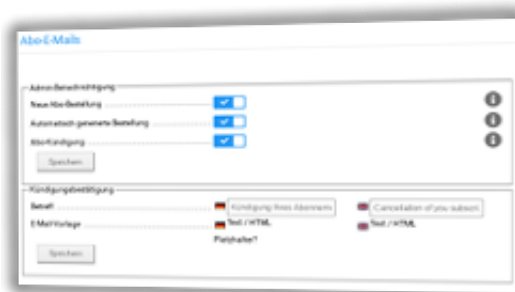 Abo-E-Mails
Admin-Benachrichtigung
Neue Abo-Bestellung
Automatisch generierte Bestellung
Abo-Kündigung
Speichern
Kündigungsbestätigung
Betreff Kündigung Ihres Abonnem Cancellation of you subscri
E-Mail-Vorlage Text / HTML Text / HTML
Platzhalter?
Speichern